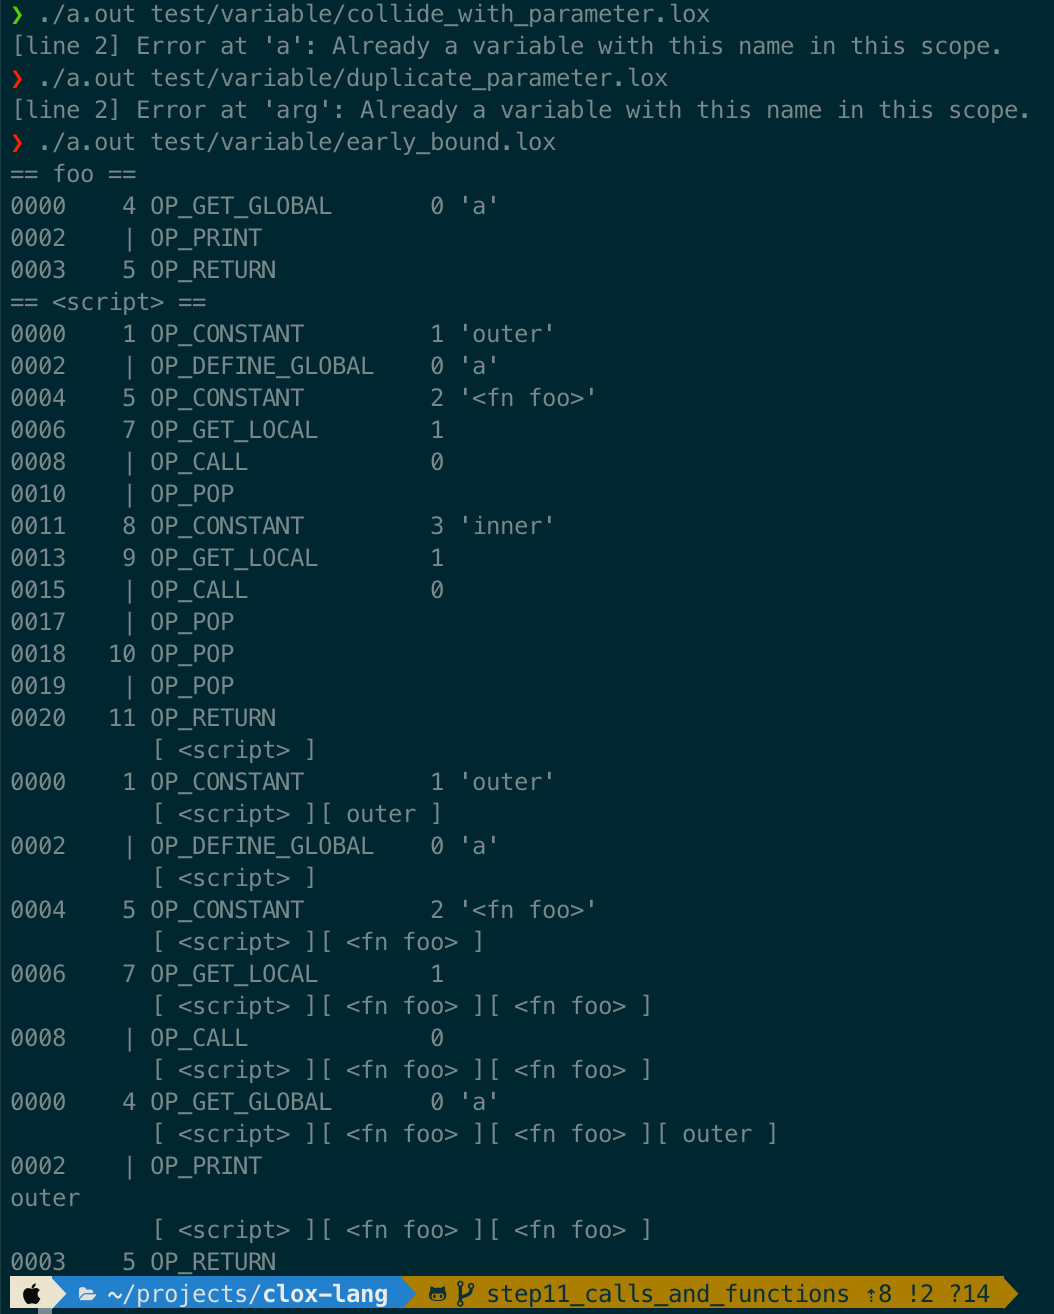 ❯ ./a.out test/variable/collide_with_parameter.lox
[line 2] Error at 'a': Already a variable with this name in this scope.
❯ ./a.out test/variable/duplicate_parameter.lox
[line 2] Error at 'arg': Already a variable with this name in this scope.
❯ ./a.out test/variable/early_bound.lox
== foo ==
0000    4 OP_GET_GLOBAL       0 'a'
0002    | OP_PRINT
0003    5 OP_RETURN
== <script> ==
0000    1 OP_CONSTANT         1 'outer'
0002    | OP_DEFINE_GLOBAL    0 'a'
0004    5 OP_CONSTANT         2 '<fn foo>'
0006    7 OP_GET_LOCAL        1
0008    | OP_CALL             0
0010    | OP_POP
0011    8 OP_CONSTANT         3 'inner'
0013    9 OP_GET_LOCAL        1
0015    | OP_CALL             0
0017    | OP_POP
0018   10 OP_POP
0019    | OP_POP
0020   11 OP_RETURN
          [ <script> ]
0000    1 OP_CONSTANT         1 'outer'
          [ <script> ][ outer ]
0002    | OP_DEFINE_GLOBAL    0 'a'
          [ <script> ]
0004    5 OP_CONSTANT         2 '<fn foo>'
          [ <script> ][ <fn foo> ]
0006    7 OP_GET_LOCAL        1
          [ <script> ][ <fn foo> ][ <fn foo> ]
0008    | OP_CALL             0
          [ <script> ][ <fn foo> ][ <fn foo> ]
0000    4 OP_GET_GLOBAL       0 'a'
          [ <script> ][ <fn foo> ][ <fn foo> ][ outer ]
0002    | OP_PRINT
outer
          [ <script> ][ <fn foo> ][ <fn foo> ]
0003    5 OP_RETURN
~/projects/clox-lang step11_calls_and_functions ⇡8 !2 ?14